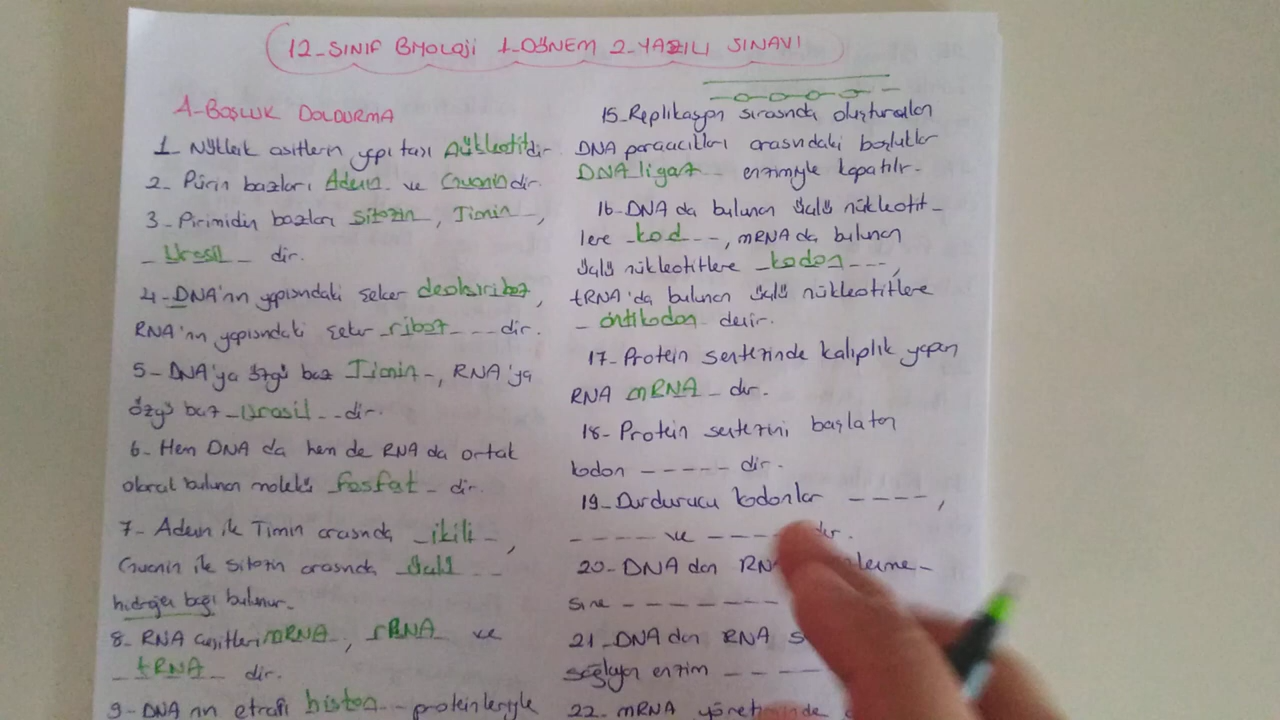 12-SINIF BİYOLOJİ 1-DÖNEM 2-YAZILI SINAVI
A-BOŞLUK DOLDURMA
1- Nükleik asitlerin yapı taşı nükleotitdir.
2- Pürin bazları Adenin ve Guanindir.
3- Pirimidin bazları Sitozin, Timin,
Urasil dir.
4- DNA'nın yapısındaki şeker deoksiriboz,
RNA'nın yapısındaki şeker riboz --- dir.
5- DNA'ya özgü baz Timin-, RNA'ya
özgü baz -Urasil -- dir.
6- Hem DNA da hem de RNA da ortak
olarak bulunan molekül fosfat - dir.
7- Adenin ile Timin arasında -ikili-,
Guanin ile Sitozin arasında üçlü --
hidrojen bağı bulunur.
8- RNA çeşitleri mRNA, rRNA ve
tRNA dir.
9- DNA nın etrafı histon -- proteinleriyle
15-Replikasyon sırasında oluşturulan
DNA parçacıkları arasındaki boşluklar
DNA ligaz -- enzimiyle kapatılır.
16-DNA da bulunan üçlü nükleotit-
lere kod ---, mRNA da bulunan
üçlü nükleotitlere -kodon ---,
tRNA'da bulunan üçlü nükleotitlere
- antikodon denir.
17- Protein sentezinde kalıplık yapan
RNA mRNA - dır.
18- Protein sentezini başlatan
kodon ----- dir.
19-Durdurucu kodonlar ----,
---- ve ---- dır.
20- DNA dan
sine -------
21-DNA dan RNA
sağlayan enzim ----
22- mRNA